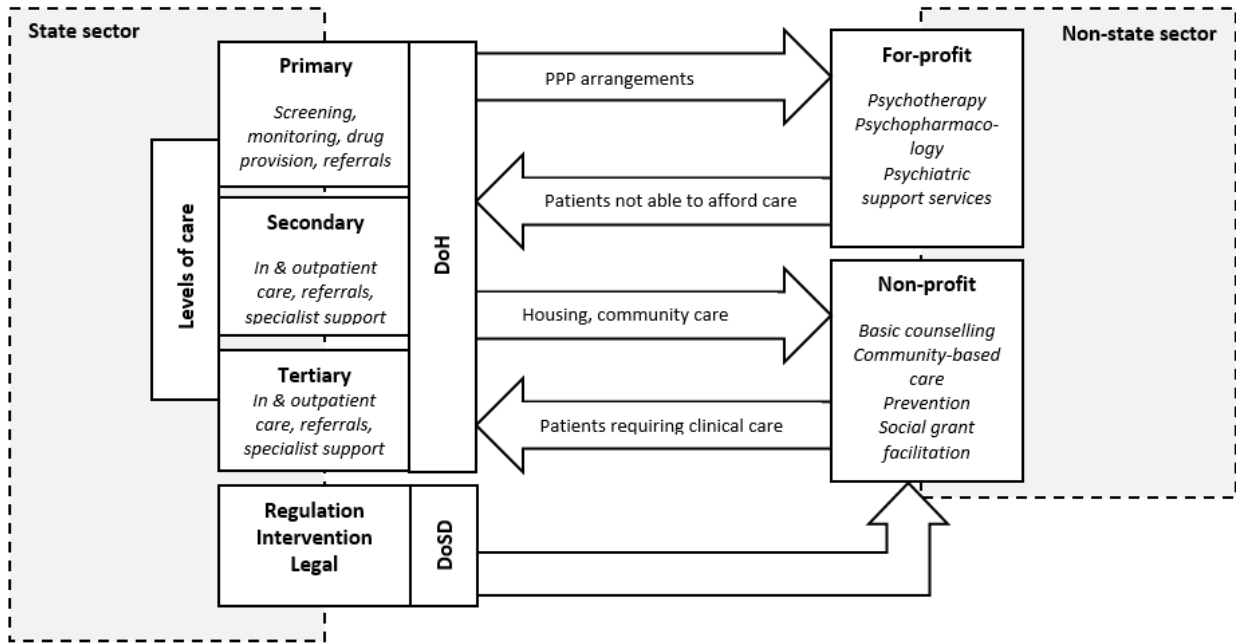 State sector
Primary
Screening,
monitoring, drug
provision, referrals
Secondary
In & outpatient
care, referrals,
specialist support
Tertiary
In & outpatient
care, referrals,
specialist support
Levels of care
DoH
Regulation
Intervention
Legal
DoSD
PPP arrangements
Patients not able to afford care
Housing, community care
Patients requiring clinical care
Non-state sector
For-profit
Psychotherapy
Psychopharmaco-
logy
Psychiatric
support services
Non-profit
Basic counselling
Community-based
care
Prevention
Social grant
facilitation